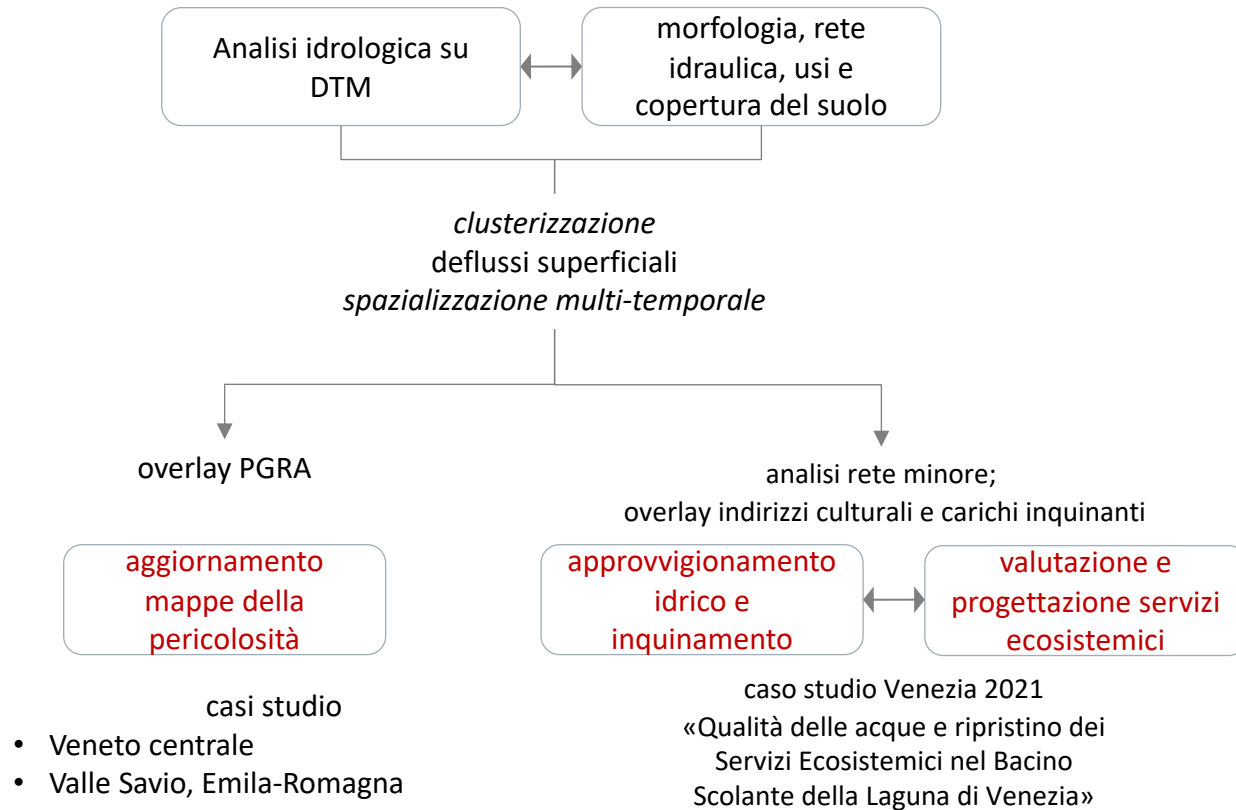 Analisi idrologica su
DTM
morfologia, rete
idraulica, usi e
copertura del suolo
clusterizzazione
deflussi superficiali
spazializzazione multi-temporale
overlay PGRA
analisi rete minore;
overlay indirizzi culturali e carichi inquinanti
aggiornamento
mappe della
pericolosità
approvvigionamento
idrico e
inquinamento
valutazione e
progettazione servizi
ecosistemici
casi studio
• Veneto centrale
• Valle Savio, Emila-Romagna
caso studio Venezia 2021
«Qualità delle acque e ripristino dei
Servizi Ecosistemici nel Bacino
Scolante della Laguna di Venezia»